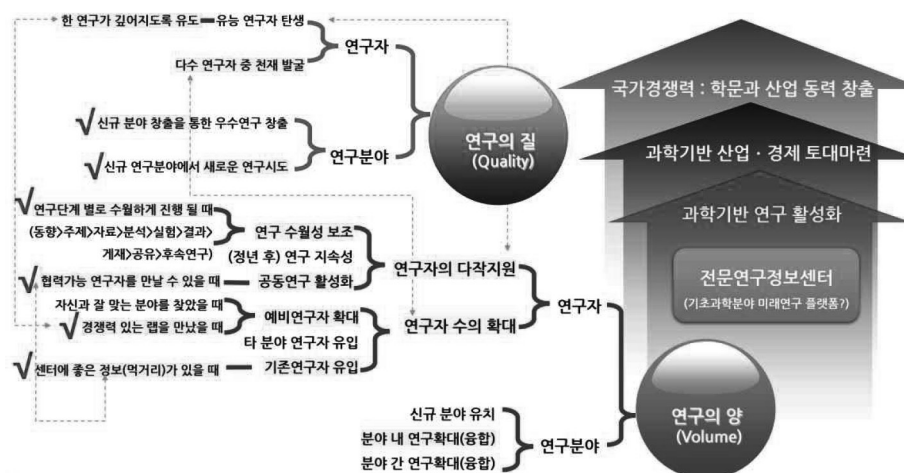 한 연구가 깊어지도록 유도
유능 연구자 탄생
연구자
다수 연구자 중 천재 발굴
신규 분야 창출을 통한 우수연구 창출
연구분야
신규 연구분야에서 새로운 연구시도
연구의 질
(Quality)
국가경쟁력 : 학문과 산업 동력 창출
과학기반 산업 · 경제 토대마련
과학기반 연구 활성화
전문연구정보센터
(기초과학분야 미래연구 플랫폼?)
연구단계 별로 수월하게 진행 될 때
(동향>주제>자료>분석>실험>결과>
게재>공유>후속연구)
연구 수월성 보조
(정년 후) 연구 지속성
협력가능 연구자를 만날 수 있을 때
공동연구 활성화
연구자의 다작지원
연구자
자신과 잘 맞는 분야를 찾았을 때
경쟁력 있는 랩을 만났을 때
예비연구자 확대
타 분야 연구자 유입
센터에 좋은 정보(먹거리)가 있을 때
기존연구자 유입
연구자 수의 확대
신규 분야 유치
분야 내 연구확대(융합)
분야 간 연구확대(융합)
연구분야
연구의 양
(Volume)